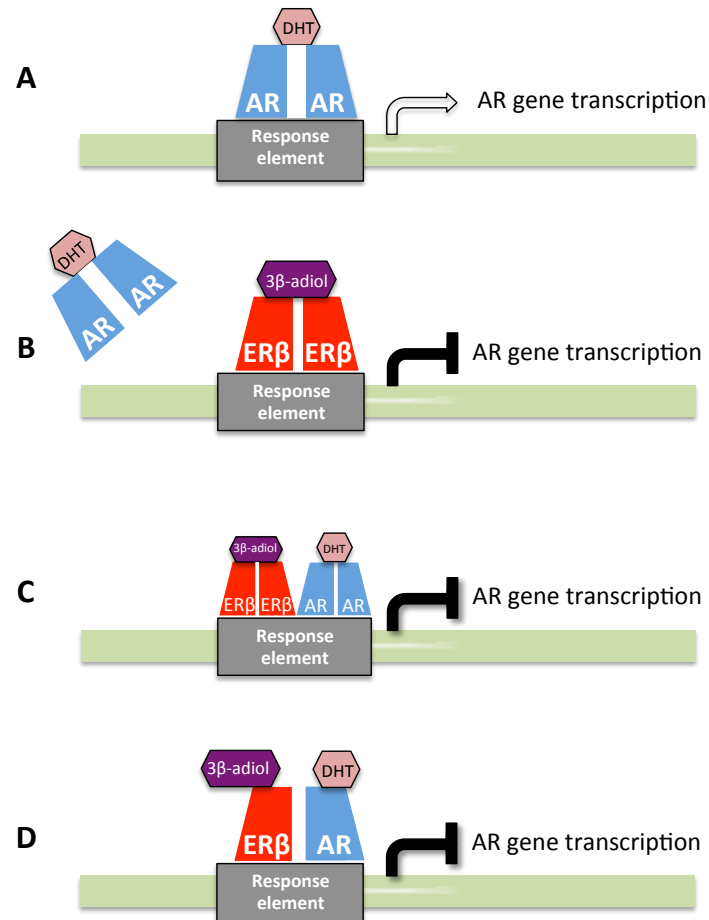 DHT
A
AR AR
AR gene transcription
Response
element
DHT
AR AR
3β-adiol
B
ERβ ERβ
AR gene transcription
Response
element
3β-adiol DHT
C
ERβ ERβ AR AR
AR gene transcription
Response
element
3β-adiol DHT
D
ERβ AR
AR gene transcription
Response
element